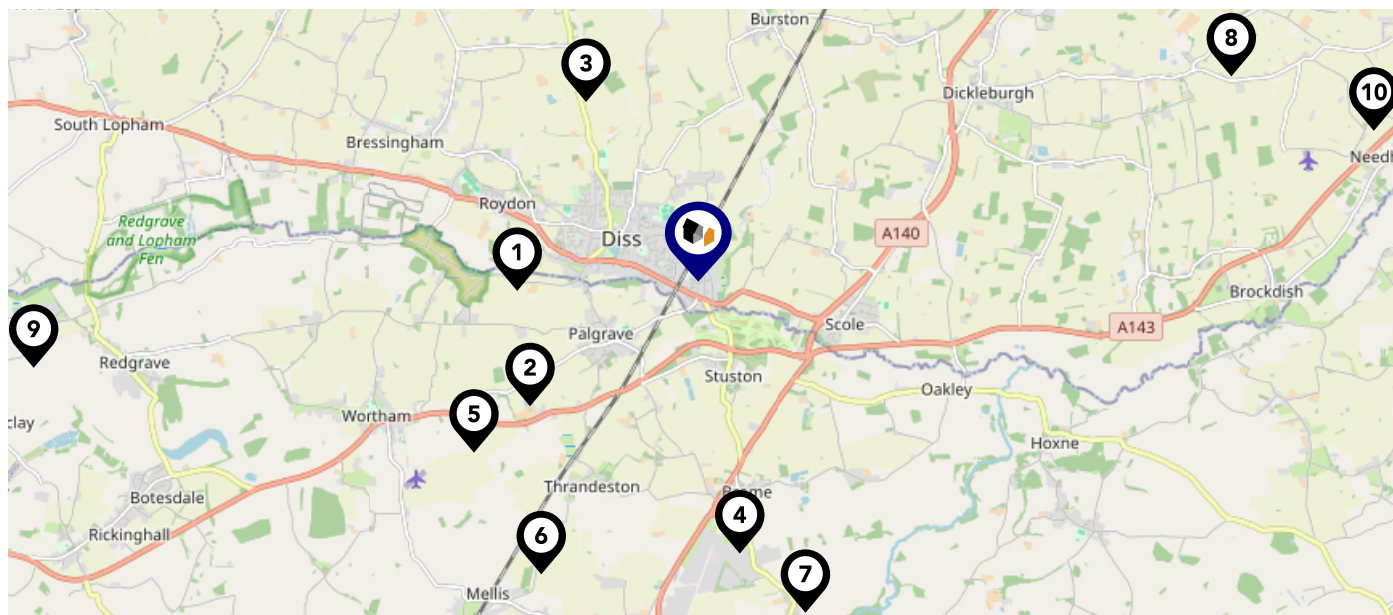 Burston
8
3
10
Dickleburgh
South Lopham
Bressingham
Needh
Roydon
Redgrave
and Lopham
Fen
Diss
A140
1
Brockdish
9
Scole
A143
Palgrave
Redgrave
2
Stuston
Oakley
5
Wortham
clay
Hoxne
Thrandeston
Botesdale
4
Rickinghall
6
7
Mellis